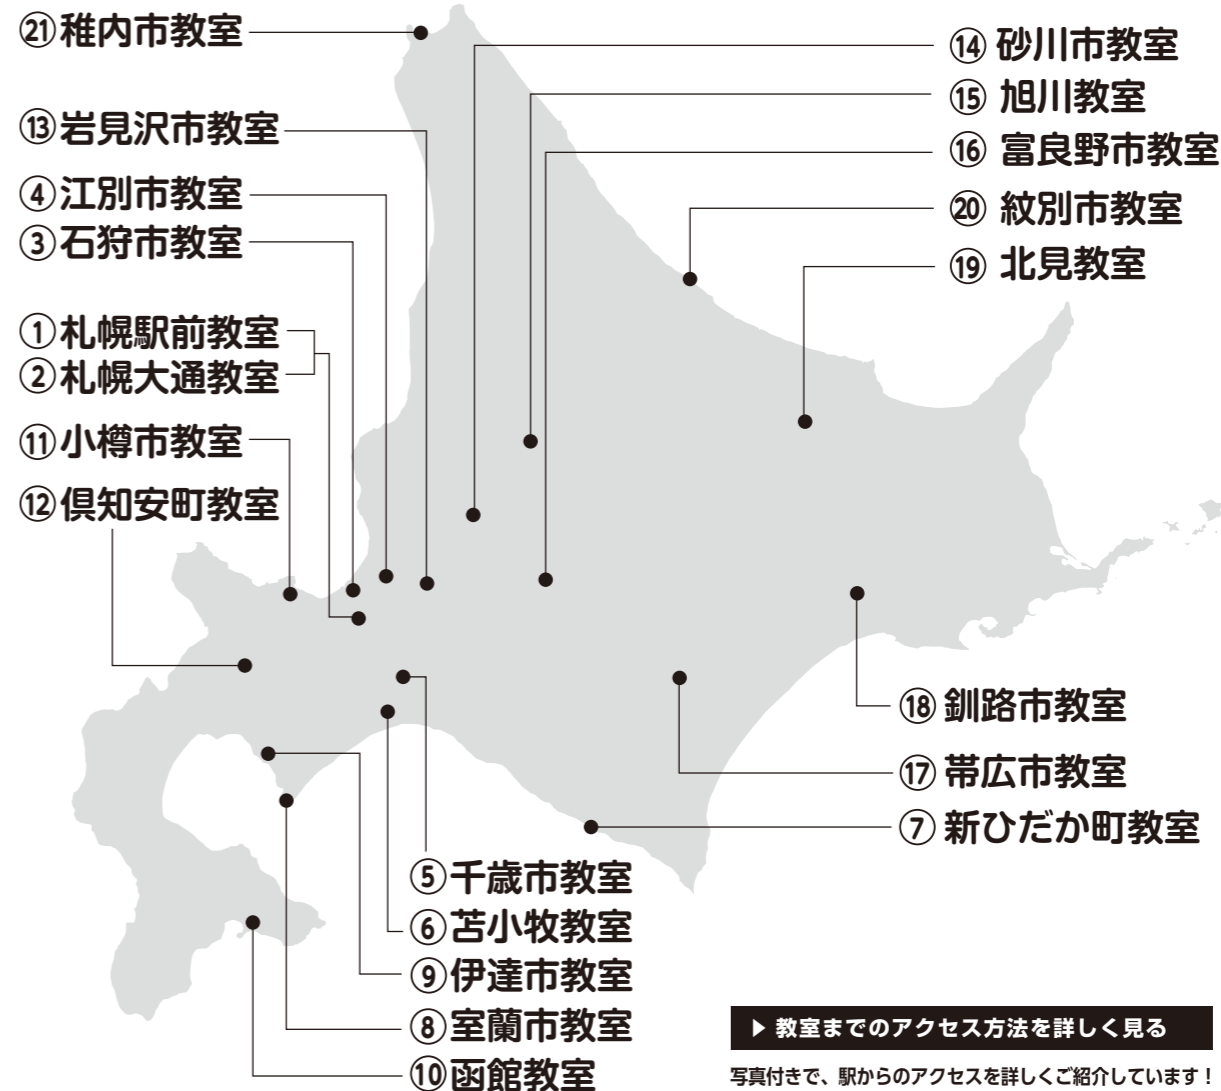 ㉑稚内市教室
⑬岩見沢市教室
④江別市教室
③石狩市教室
①札幌駅前教室
②札幌大通教室
⑪小樽市教室
⑫倶知安町教室
⑭ 砂川市教室
⑮ 旭川教室
⑯ 富良野市教室
⑳ 紋別市教室
⑲ 北見教室
⑱ 釧路市教室
⑰ 帯広市教室
⑦ 新ひだか町教室
⑤千歳市教室
⑥苫小牧教室
⑨伊達市教室
⑧室蘭市教室
⑩函館教室
▶ 教室までのアクセス方法を詳しく見る
写真付きで、駅からのアクセスを詳しくご紹介しています！